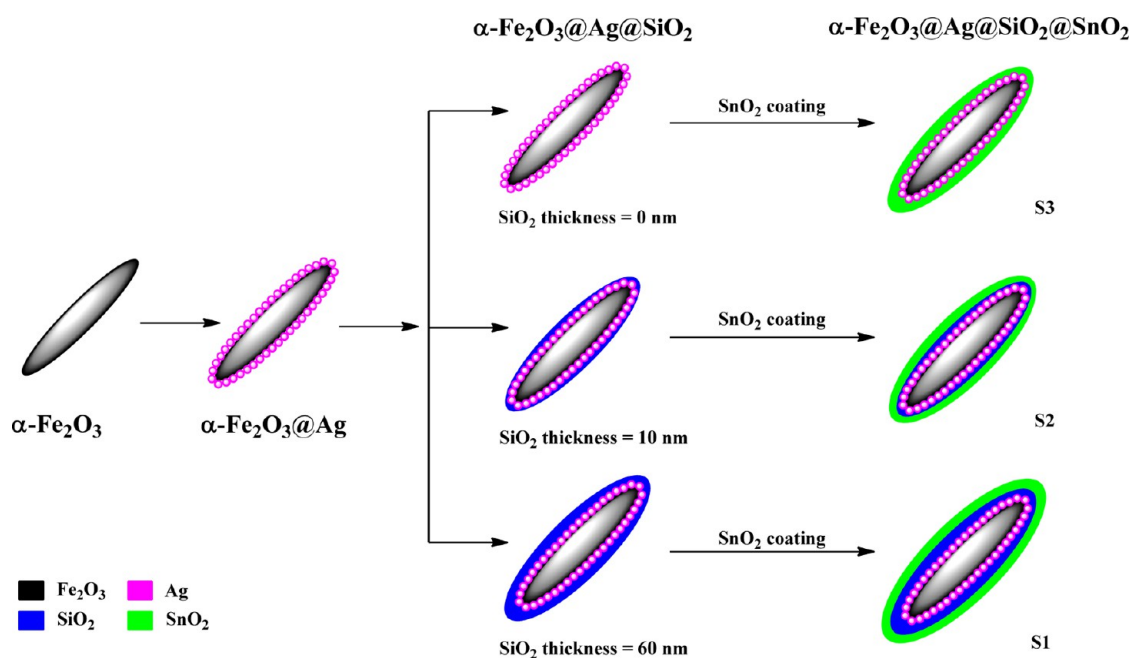 α-Fe₂O₃@Ag@SiO₂
α-Fe₂O₃@Ag@SiO₂@SnO₂
SnO₂ coating
SiO₂ thickness = 0 nm
S3
α-Fe₂O₃
α-Fe₂O₃@Ag
SnO₂ coating
SiO₂ thickness = 10 nm
S2
SnO₂ coating
SiO₂ thickness = 60 nm
S1
Fe₂O₃
Ag
SiO₂
SnO₂